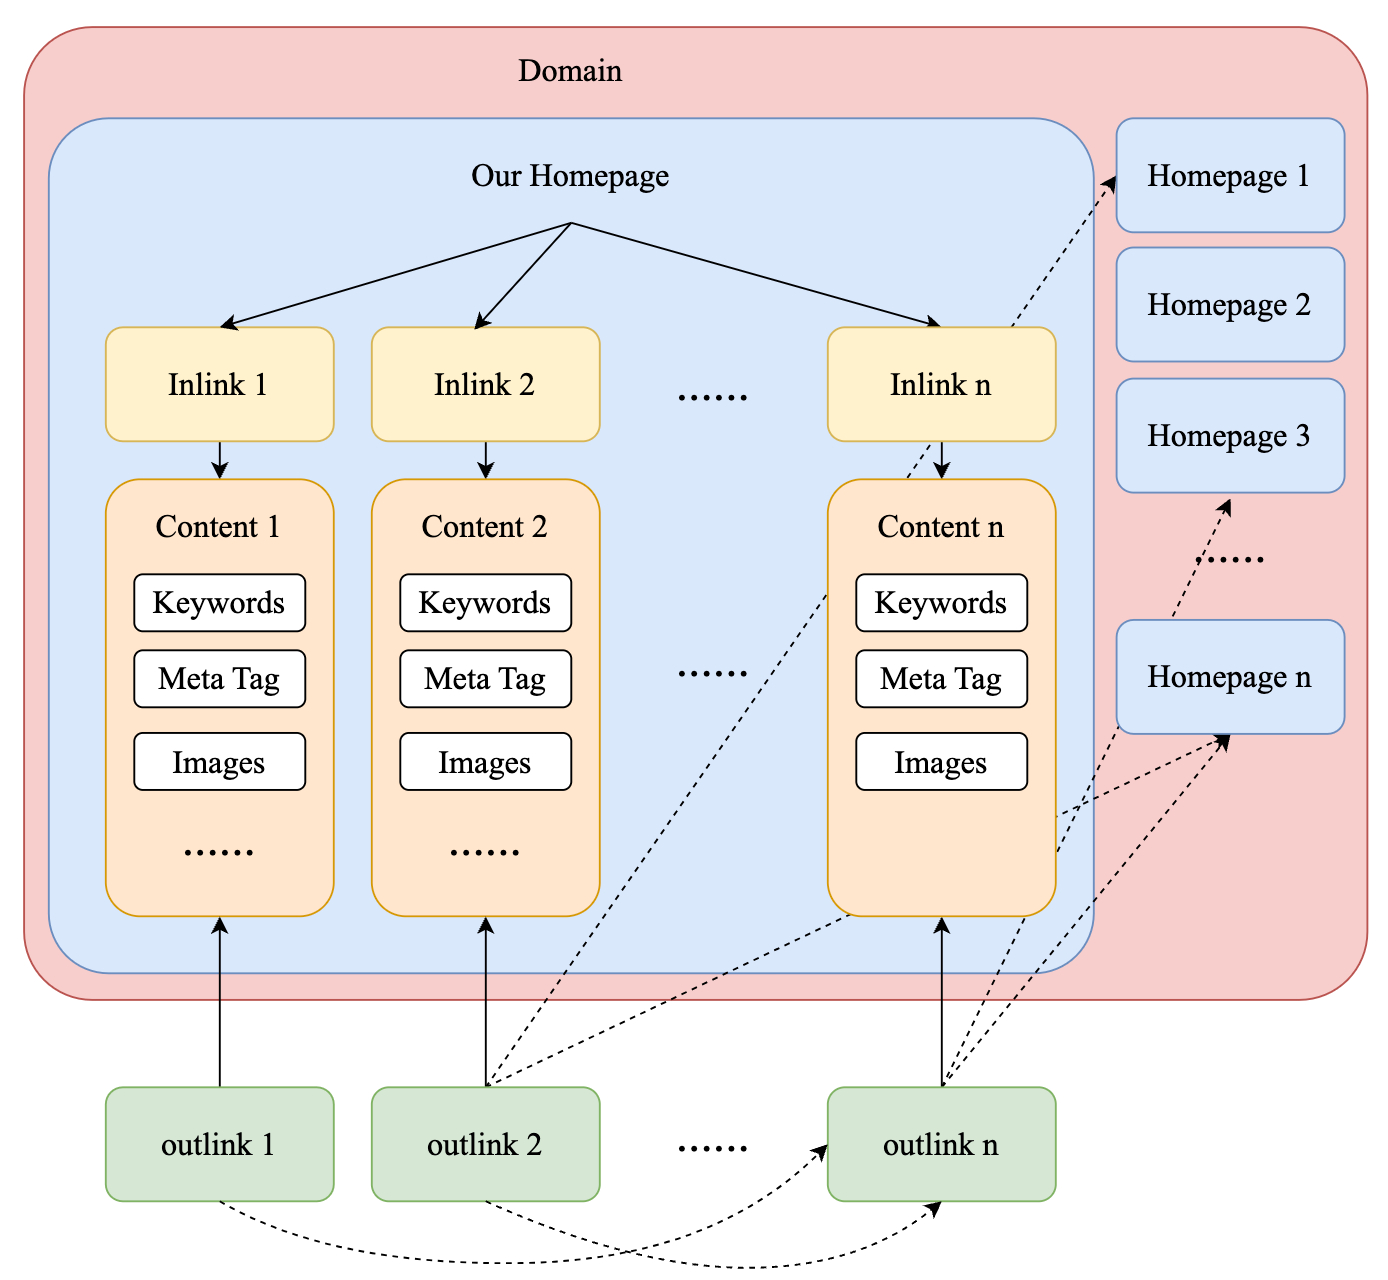 Domain
Our Homepage
Homepage 1
Homepage 2
Homepage 3
......
Homepage n
Inlink 1
Inlink 2
......
Inlink n
Content 1
Keywords
Meta Tag
Images
......
Content 2
Keywords
Meta Tag
Images
......
......
Content n
Keywords
Meta Tag
Images
outlink 1
outlink 2
......
outlink n